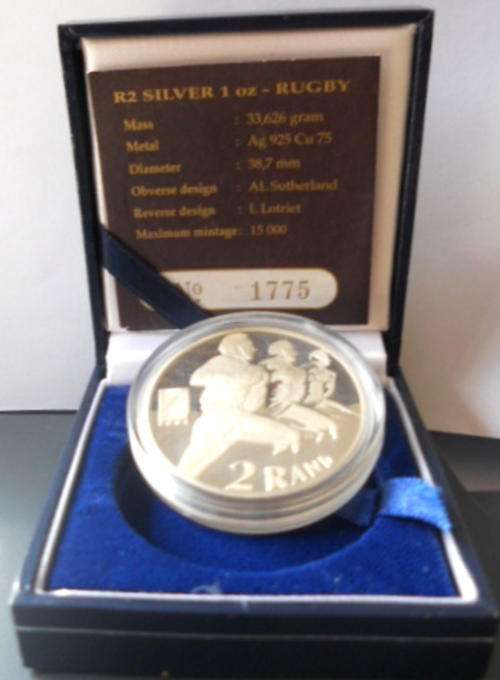 R2 SILVER 1 oz - RUGBY
Mass : 33,626 gram
Metal : Ag 925 Cu 75
Diameter : 38,7 mm
Obverse design : AL Sutherland
Reverse design : L Lotriet
Maximum mintage : 15 000
No 1775
2 RAND